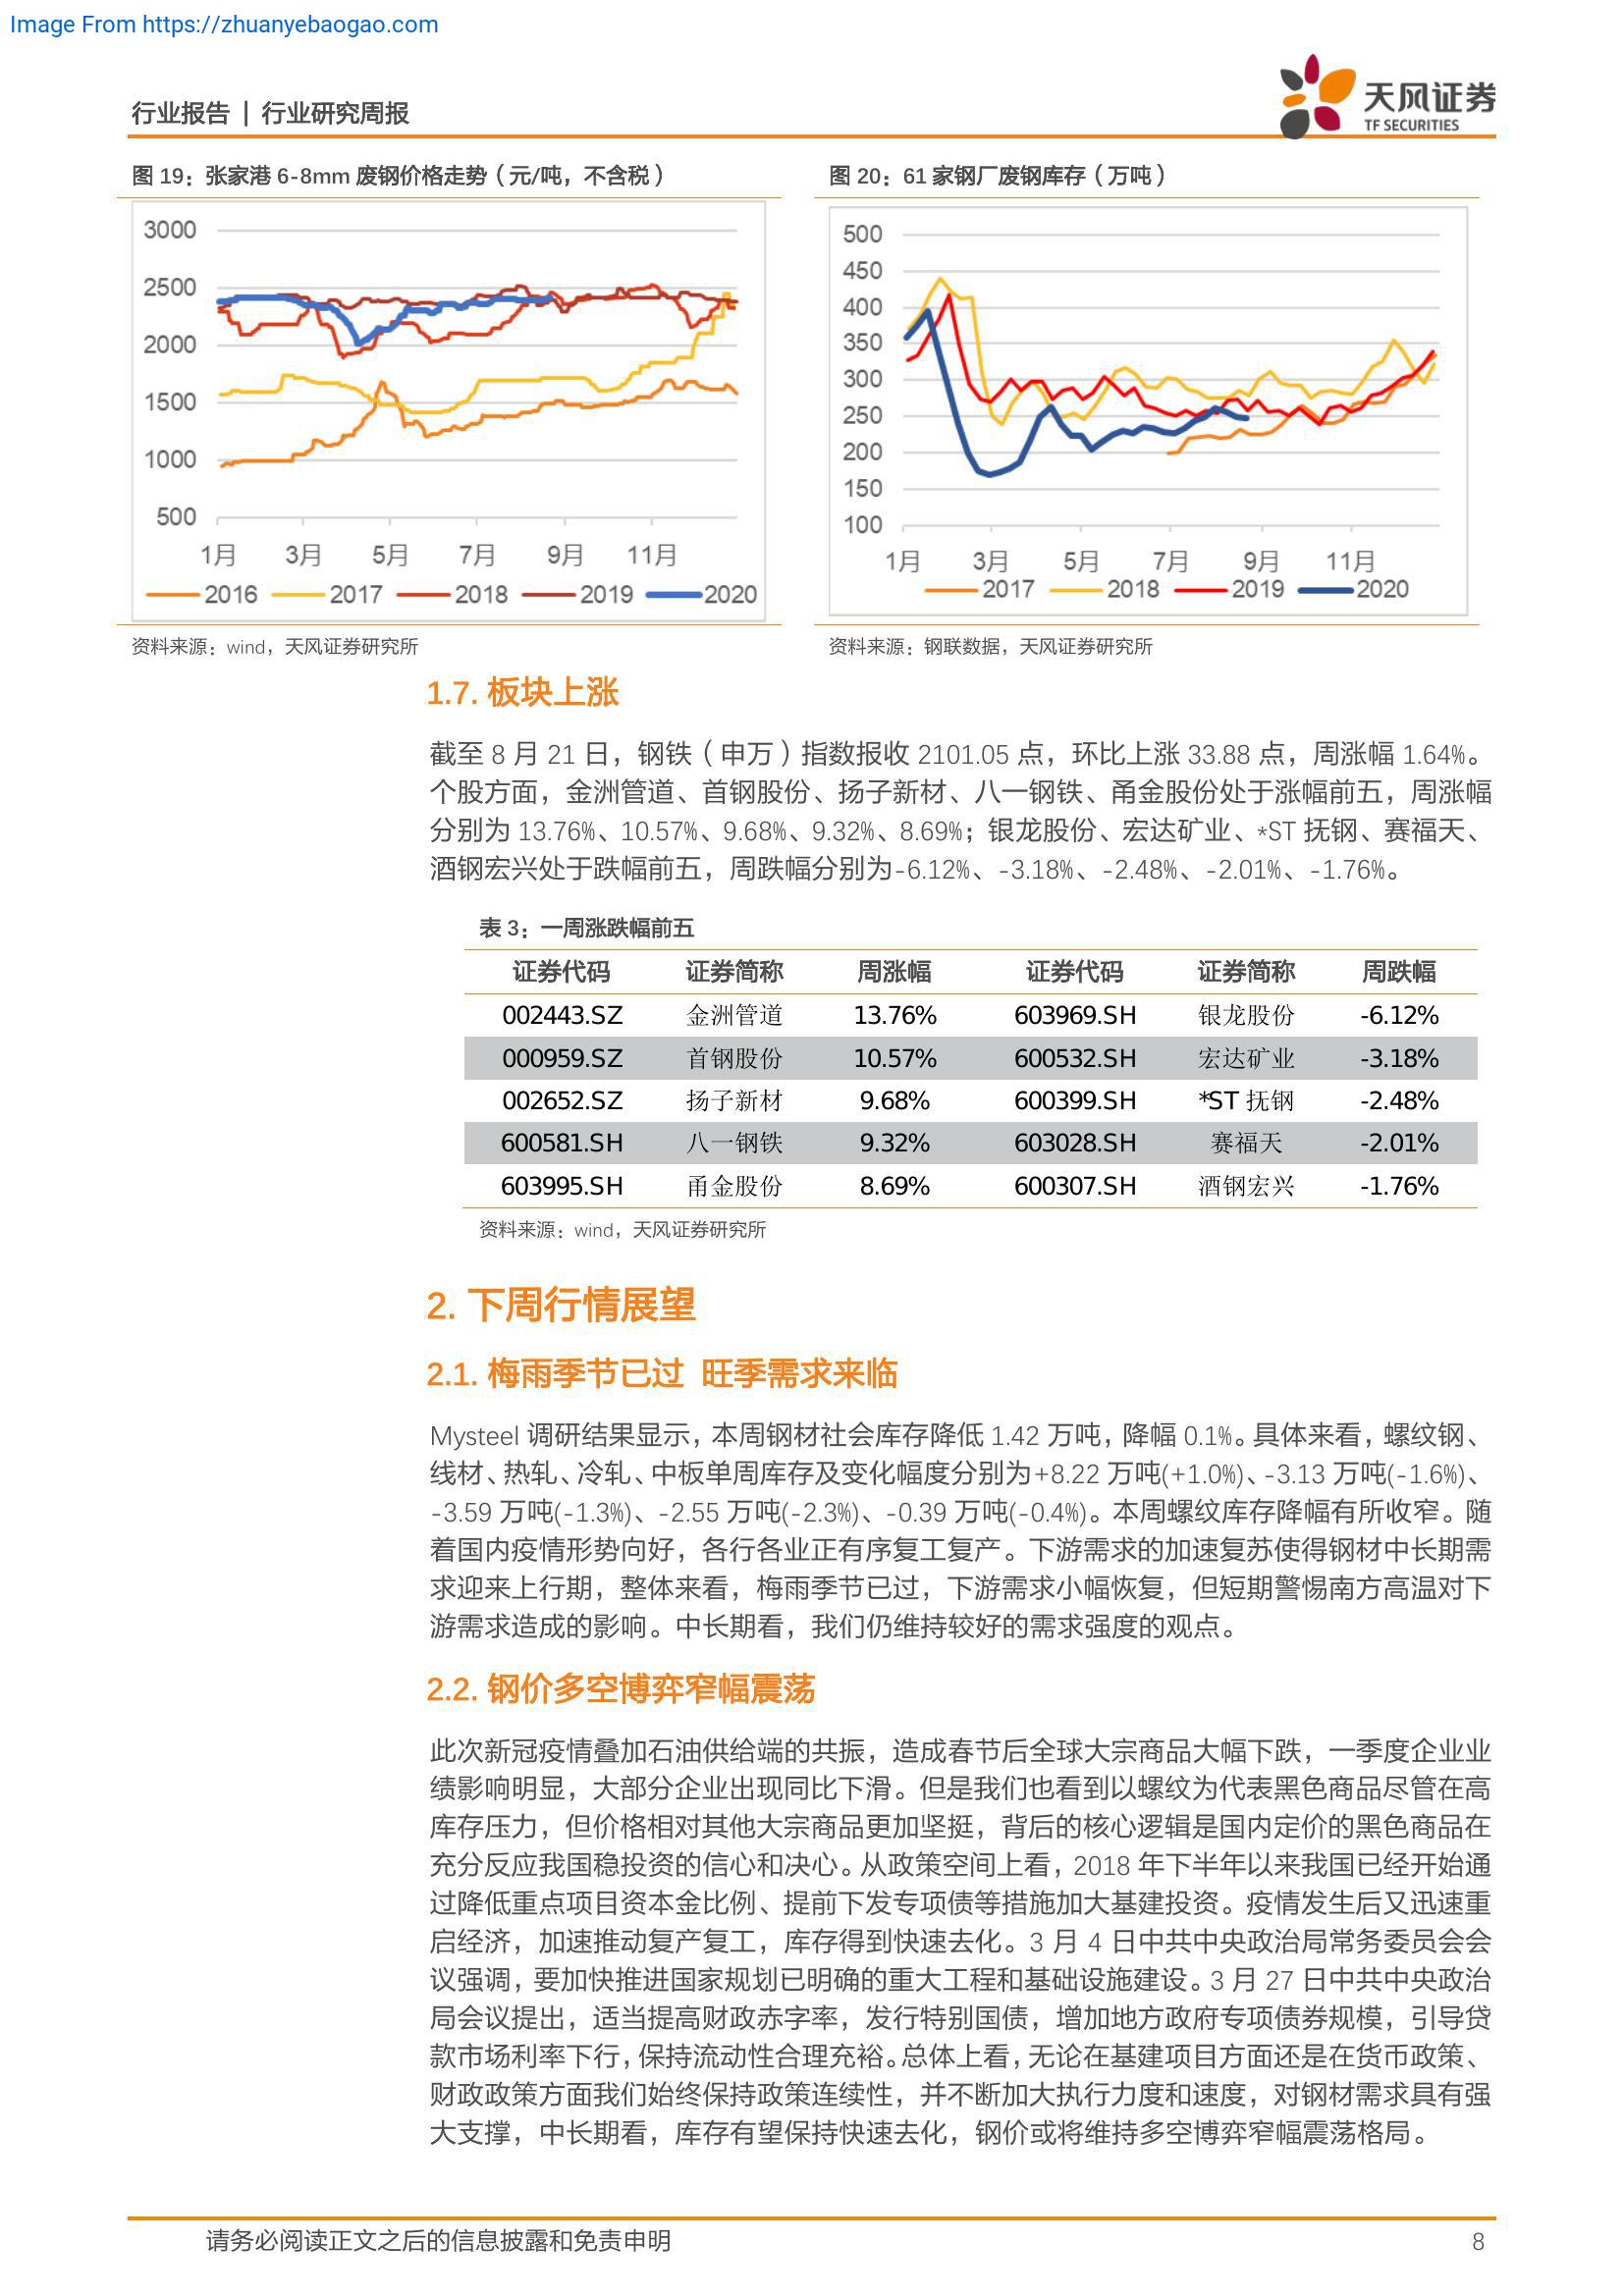 Image From https://zhuanyebaogao.com
行业报告 | 行业研究周报
天风证券
TF SECURITIES
图 19：张家港 6-8mm 废钢价格走势（元/吨，不含税）
3000
2500
2000
1500
1000
500
1月 3月 5月 7月 9月 11月
2016 2017 2018 2019 2020
资料来源：wind，天风证券研究所
图 20：61 家钢厂废钢库存（万吨）
500
450
400
350
300
250
200
150
100
1月 3月 5月 7月 9月 11月
2017 2018 2019 2020
资料来源：钢联数据，天风证券研究所
1.7. 板块上涨
截至 8 月 21 日，钢铁（申万）指数报收 2101.05 点，环比上涨 33.88 点，周涨幅 1.64%。
个股方面，金洲管道、首钢股份、扬子新材、八一钢铁、甬金股份处于涨幅前五，周涨幅
分别为 13.76%、10.57%、9.68%、9.32%、8.69%；银龙股份、宏达矿业、*ST 抚钢、赛福天、
酒钢宏兴处于跌幅前五，周跌幅分别为-6.12%、-3.18%、-2.48%、-2.01%、-1.76%。
表 3：一周涨跌幅前五
证券代码 证券简称 周涨幅 证券代码 证券简称 周跌幅
002443.SZ 金洲管道 13.76% 603969.SH 银龙股份 -6.12%
000959.SZ 首钢股份 10.57% 600532.SH 宏达矿业 -3.18%
002652.SZ 扬子新材 9.68% 600399.SH *ST 抚钢 -2.48%
600581.SH 八一钢铁 9.32% 603028.SH 赛福天 -2.01%
603995.SH 甬金股份 8.69% 600307.SH 酒钢宏兴 -1.76%
资料来源：wind，天风证券研究所
2. 下周行情展望
2.1. 梅雨季节已过 旺季需求来临
Mysteel 调研结果显示，本周钢材社会库存降低 1.42 万吨，降幅 0.1%。具体来看，螺纹钢、
线材、热轧、冷轧、中板单周库存及变化幅度分别为+8.22 万吨(+1.0%)、-3.13 万吨(-1.6%)、
-3.59 万吨(-1.3%)、-2.55 万吨(-2.3%)、-0.39 万吨(-0.4%)。本周螺纹库存降幅有所收窄。随
着国内疫情形势向好，各行各业正有序复工复产。下游需求的加速复苏使得钢材中长期需
求迎来上行期，整体来看，梅雨季节已过，下游需求小幅恢复，但短期警惕南方高温对下
游需求造成的影响。中长期看，我们仍维持较好的需求强度的观点。
2.2. 钢价多空博弈窄幅震荡
此次新冠疫情叠加石油供给端的共振，造成春节后全球大宗商品大幅下跌，一季度企业业
绩影响明显，大部分企业出现同比下滑。但是我们也看到以螺纹为代表黑色商品尽管在高
库存压力，但价格相对其他大宗商品更加坚挺，背后的核心逻辑是国内定价的黑色商品在
充分反应我国稳投资的信心和决心。从政策空间上看，2018 年下半年以来我国已经开始通
过降低重点项目资本金比例、提前下发专项债等措施加大基建投资。疫情发生后又迅速重
启经济，加速推动复产复工，库存得到快速去化。3 月 4 日中共中央政治局常务委员会会
议强调，要加快推进国家规划已明确的重大工程和基础设施建设。3 月 27 日中共中央政治
局会议提出，适当提高财政赤字率，发行特别国债，增加地方政府专项债券规模，引导贷
款市场利率下行，保持流动性合理充裕。总体上看，无论在基建项目方面还是在货币政策、
财政政策方面我们始终保持政策连续性，并不断加大执行力度和速度，对钢材需求具有强
大支撑，中长期看，库存有望保持快速去化，钢价或将维持多空博弈窄幅震荡格局。
请务必阅读正文之后的信息披露和免责申明 8